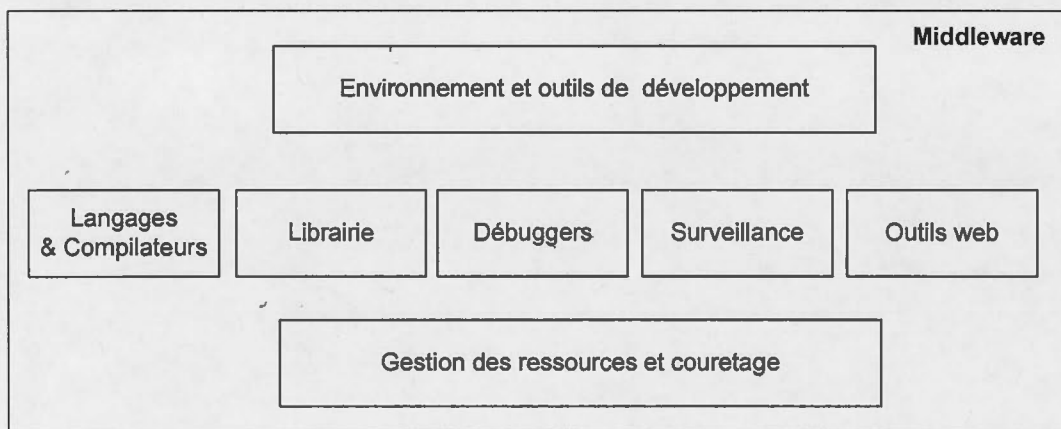 Middleware
Environnement et outils de développement
Langages
& Compilateurs
Librairie
Débuggers
Surveillance
Outils web
Gestion des ressources et couretage